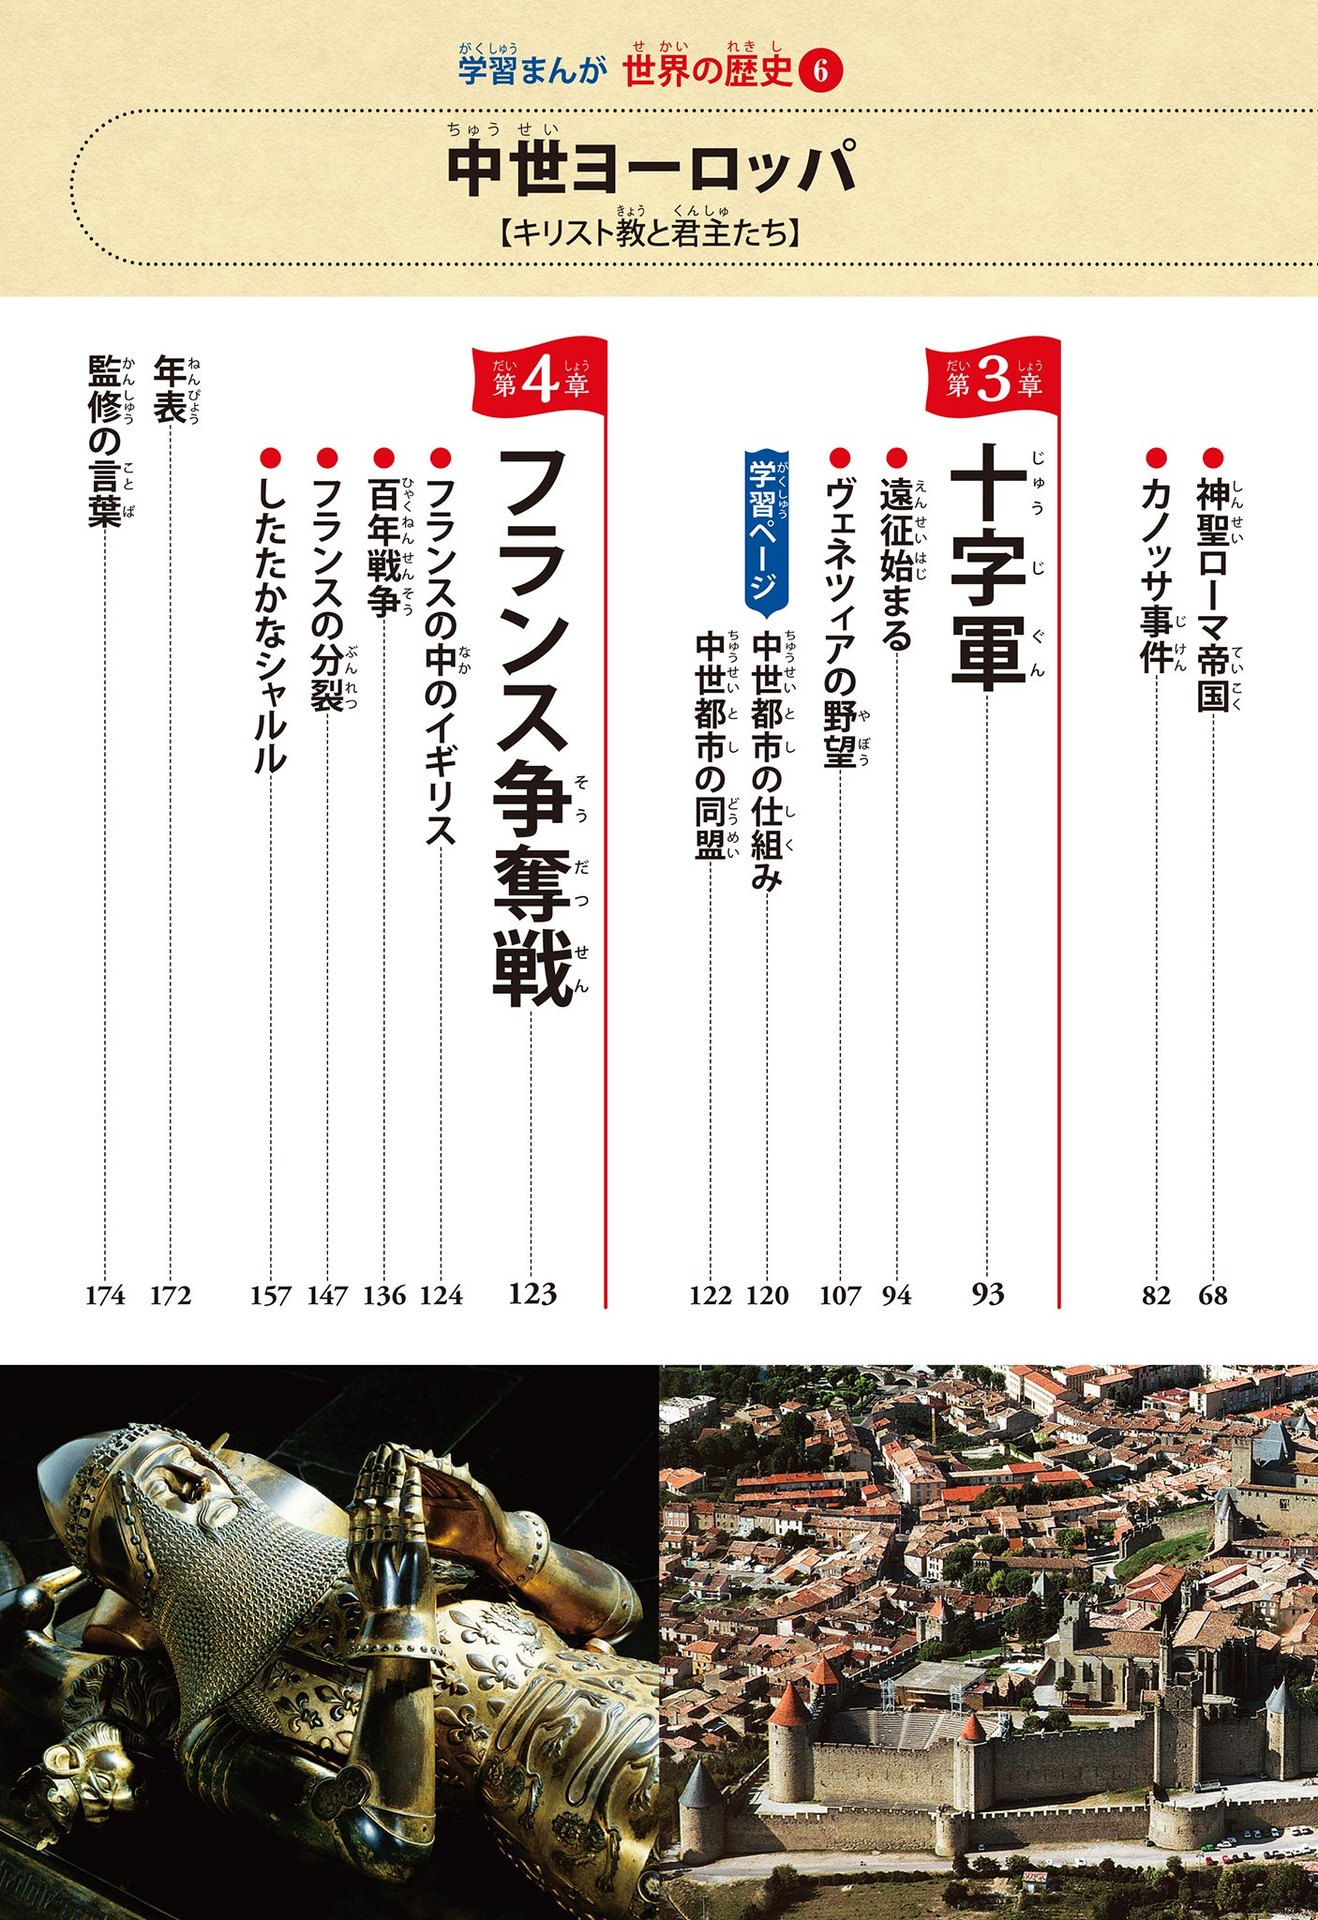 学習まんが 世界の歴史 6
中世ヨーロッパ
【キリスト教と君主たち】
神聖ローマ帝国 68
カノッサ事件 82
第3章
十字軍 93
遠征始まる 94
ヴェネツィアの野望 107
学習ページ
中世都市の仕組み 120
中世都市の同盟 122
第4章
フランス争奪戦 123
フランスの中のイギリス 124
百年戦争 136
フランスの分裂 147
したたかなシャルル 157
年表 172
監修の言葉 174